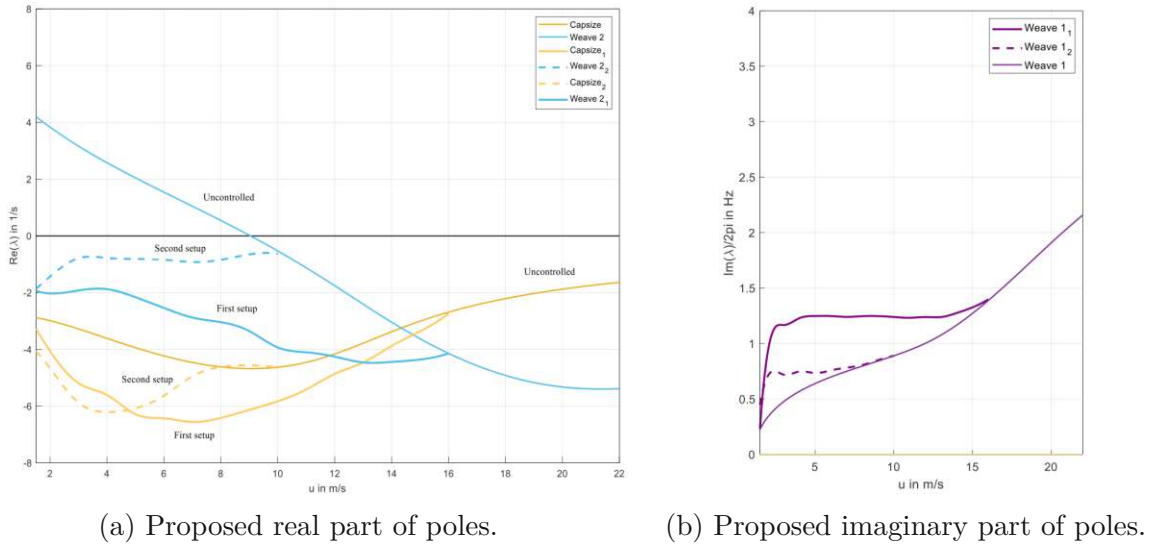 8
6
4
2
0
-2
-4
-6
-8
Re(λ) in 1/s
2 4 6 8 10 12 14 16 18 20 22
u in m/s
Capsize
Weave 2
Capsize₁
Weave 2₂
Capsize₂
Weave 2₁
Uncontrolled
Second setup
Uncontrolled
First setup
Second setup
First setup
(a) Proposed real part of poles.
4
3.5
3
2.5
2
1.5
1
0.5
0
Im(λ)/2pi in Hz
5 10 15 20
u in m/s
Weave 1₁
Weave 1₂
Weave 1
(b) Proposed imaginary part of poles.